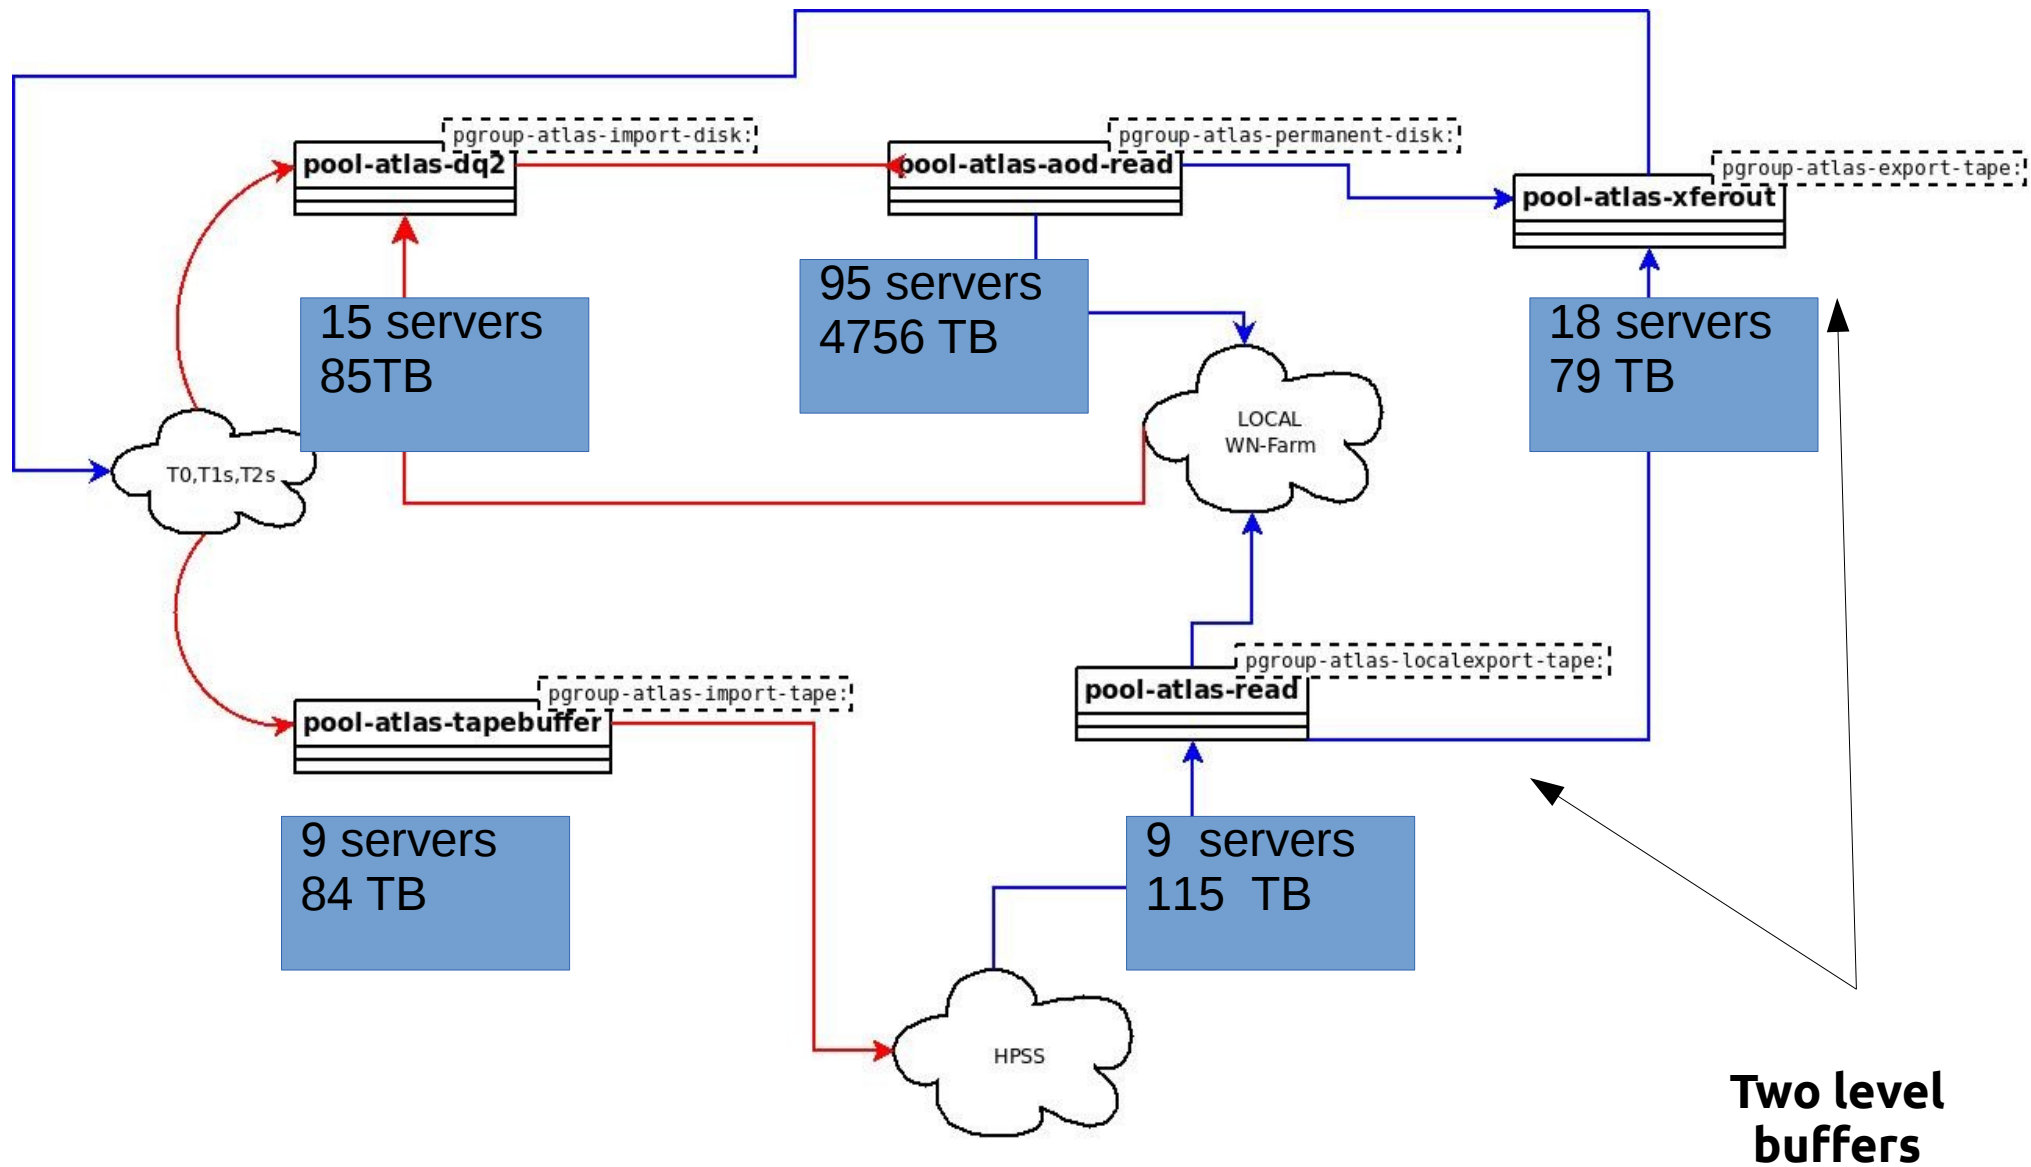 pgroup-atlas-import-disk:
pool-atlas-dq2
pgroup-atlas-permanent-disk:
pool-atlas-aod-read
pgroup-atlas-export-tape:
pool-atlas-xferout
15 servers
85TB
95 servers
4756 TB
18 servers
79 TB
LOCAL
WN-Farm
T0,T1s,T2s
pgroup-atlas-import-tape:
pool-atlas-tapebuffer
pgroup-atlas-localexport-tape:
pool-atlas-read
9 servers
84 TB
9  servers
115  TB
HPSS
Two level
buffers